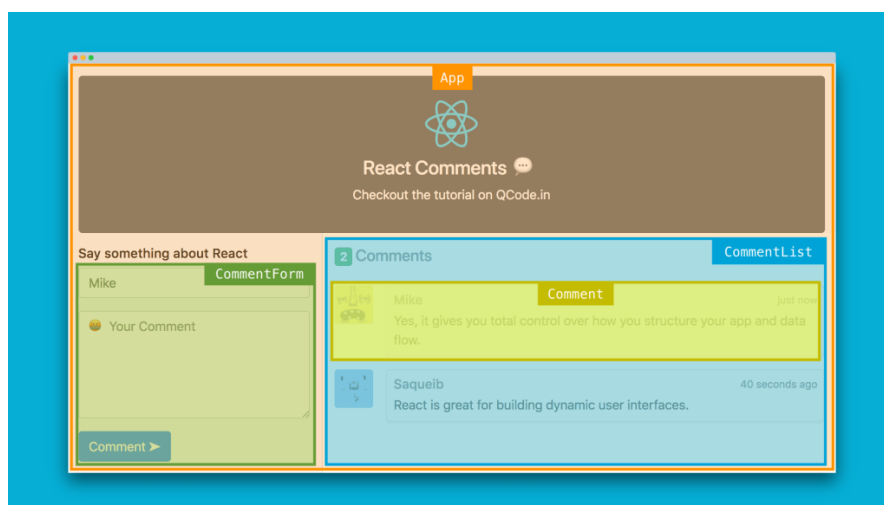 App
React Comments 💬
Checkout the tutorial on QCode.in
Say something about React
CommentForm
Mike
😊 Your Comment
Comment ➤
2 Comments
CommentList
Comment
Mike
just now
Yes, it gives you total control over how you structure your app and data
flow.
Saqueib
40 seconds ago
React is great for building dynamic user interfaces.